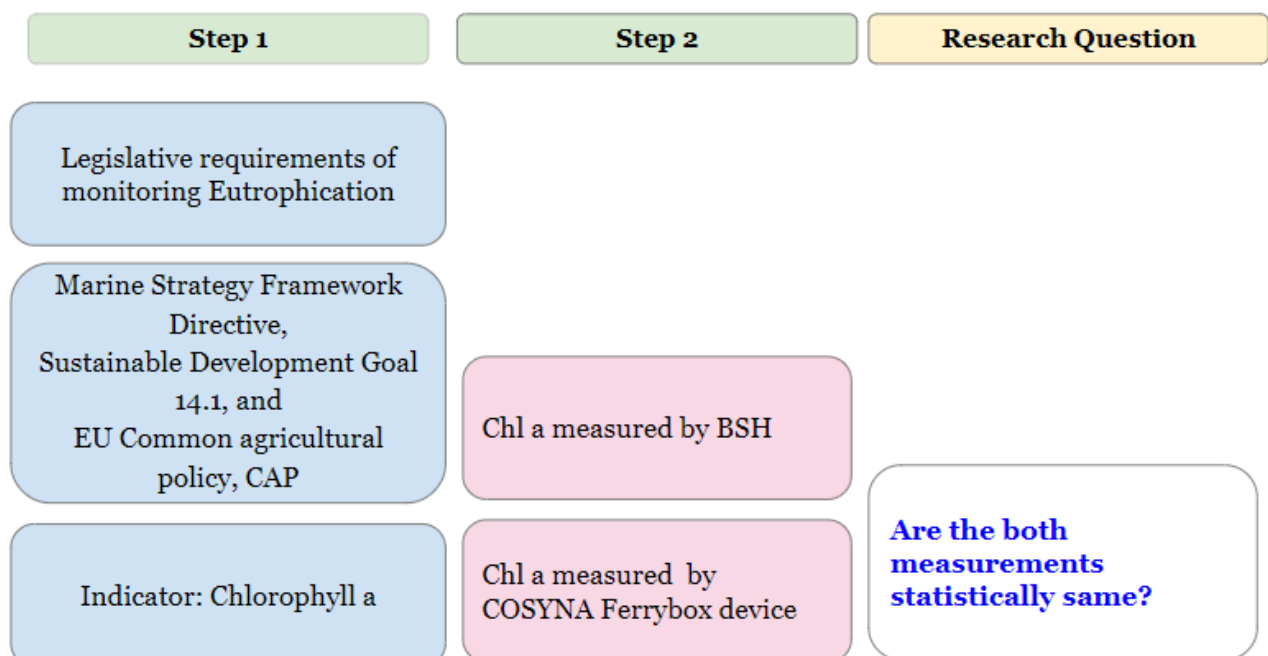 Step 1
Step 2
Research Question
Legislative requirements of
monitoring Eutrophication
Marine Strategy Framework
Directive,
Sustainable Development Goal
14.1, and
EU Common agricultural
policy, CAP
Indicator: Chlorophyll a
Chl a measured by BSH
Chl a measured  by
COSYNA Ferrybox device
Are the both
measurements
statistically same?